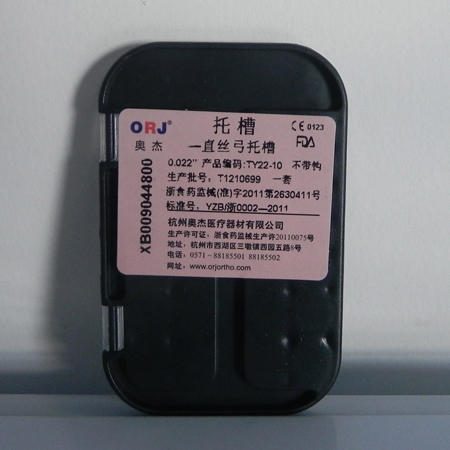 ORJ®
奥杰
托槽
CE 0123
FDA
一直丝弓托槽
0.022" 产品编码:TY22-10 不带钩
生产批号: T1210699 一套
浙食药监械(准)字2011第2630411号
标准号: YZB/浙0002—2011
杭州奥杰医疗器材有限公司
生产许可证: 浙食药监械生产许20110075号
地址: 杭州市西湖区三墩镇西园五路8号
电话: 0571-88185501 88185502
网址: www.orjortho.com
XB009044800